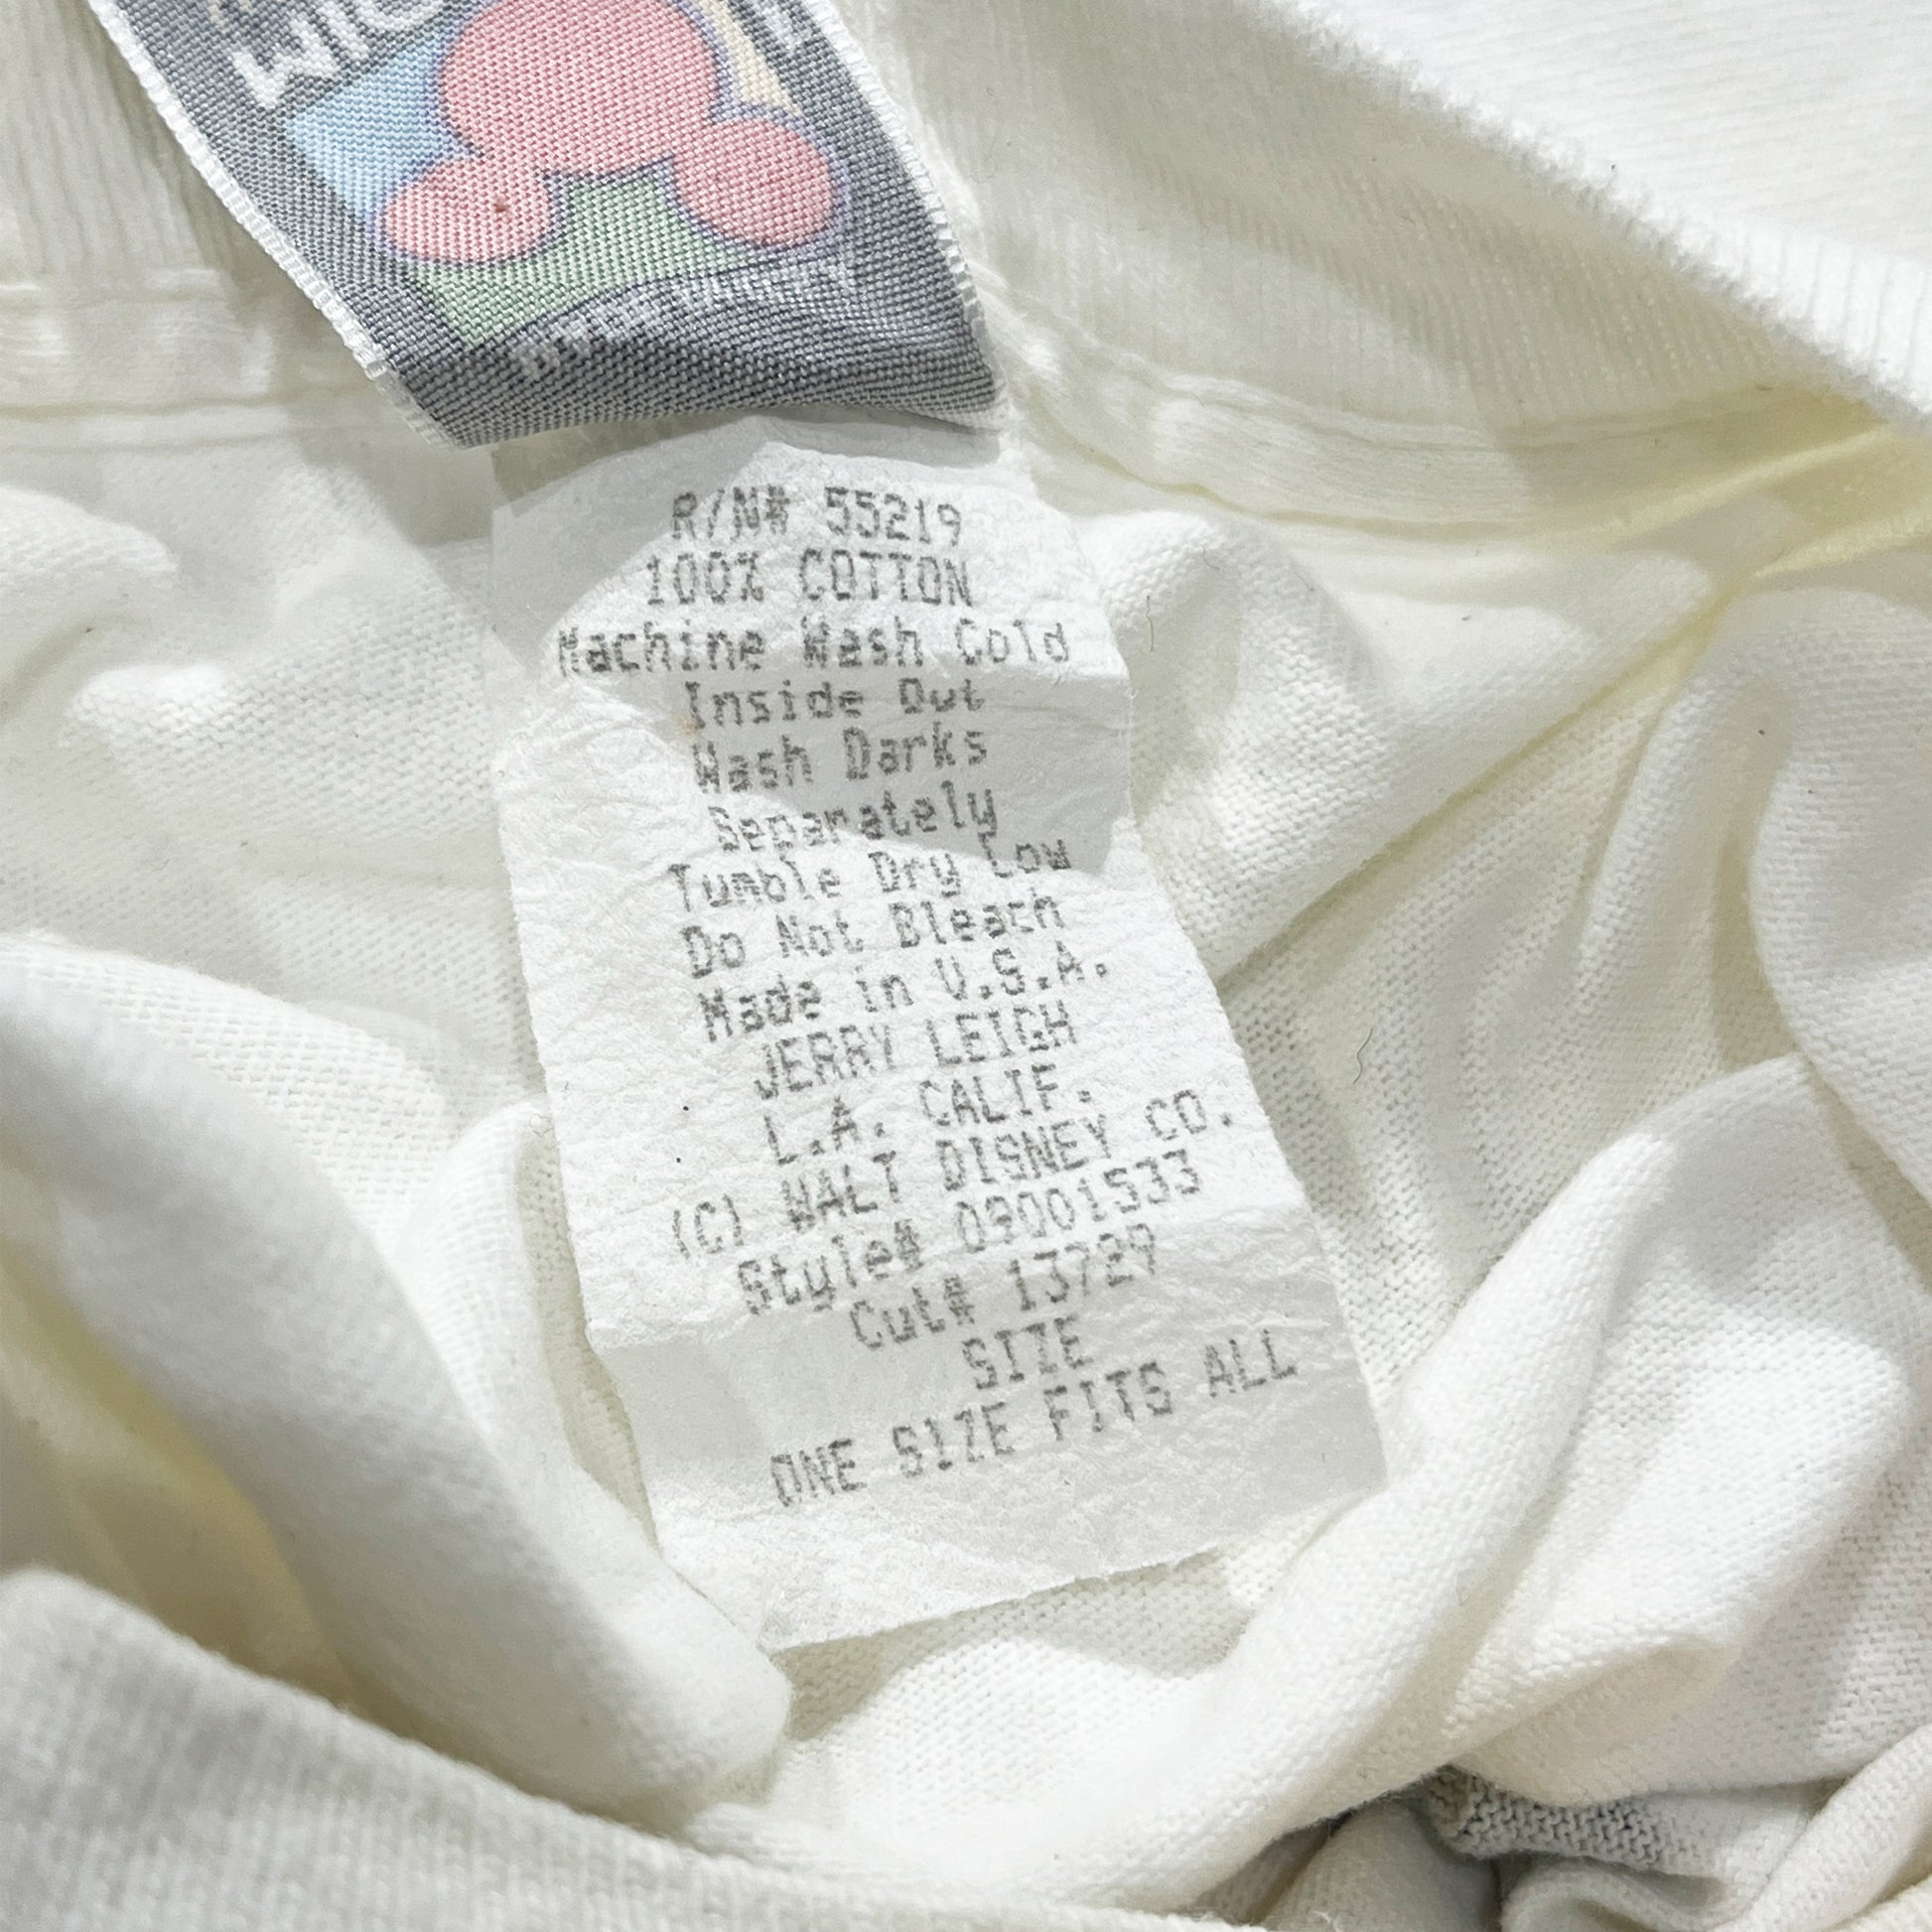 R/N# 55219
100% COTTON
Machine Wash Cold
Inside Out
Wash Darks
Separately
Tumble Dry Low
Do Not Bleach
Made in U.S.A.
JERRY LEIGH
L.A. CALIF.
(C) WALT DISNEY CO.
Style# 09001533
Cut# 13729
SIZE
ONE SIZE FITS ALL